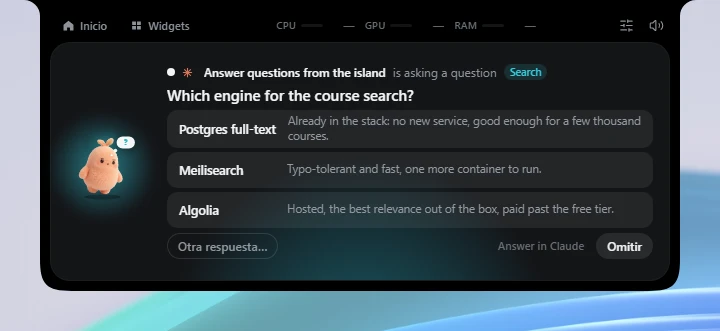 Inicio Widgets CPU — GPU — RAM —
Answer questions from the island is asking a question Search
Which engine for the course search?
Postgres full-text Already in the stack: no new service, good enough for a few thousand
courses.
?
Meilisearch Typo-tolerant and fast, one more container to run.
Algolia Hosted, the best relevance out of the box, paid past the free tier.
Otra respuesta... Answer in Claude Omitir